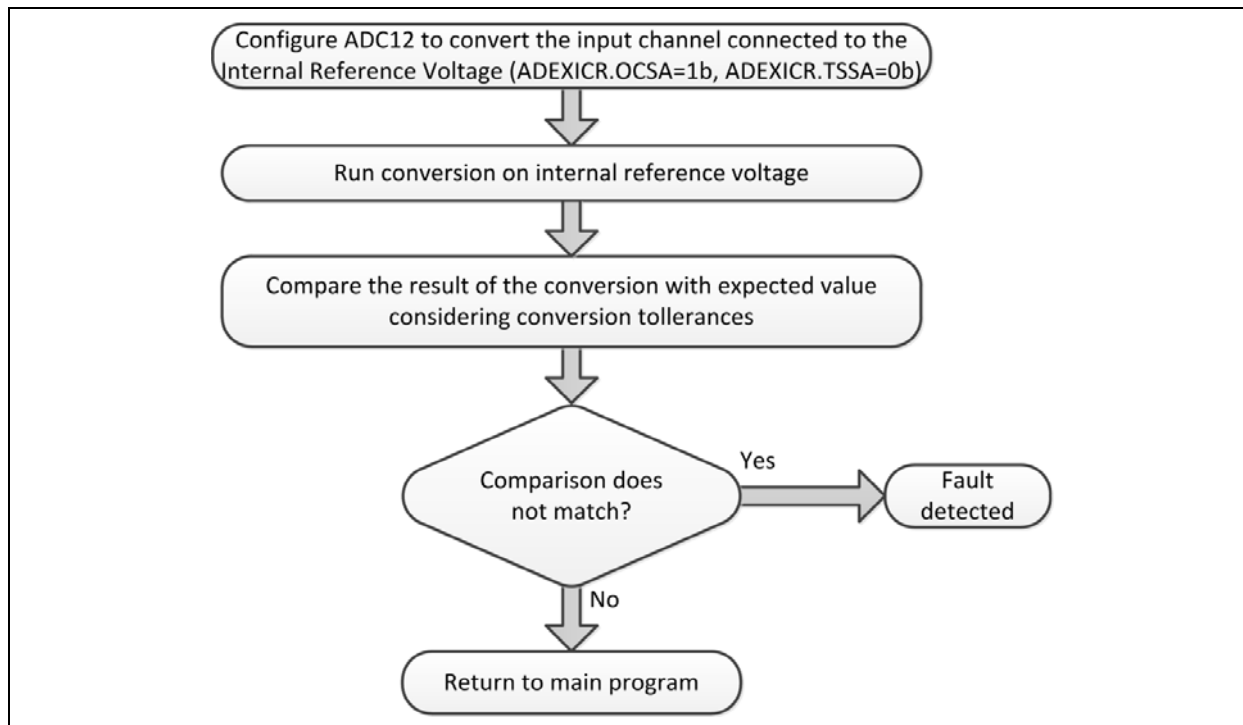 Configure ADC12 to convert the input channel connected to the
Internal Reference Voltage (ADEXICR.OCSA=1b, ADEXICR.TSSA=0b)
Run conversion on internal reference voltage
Compare the result of the conversion with expected value
considering conversion tollerances
Comparison does
not match?
Yes
Fault
detected
No
Return to main program